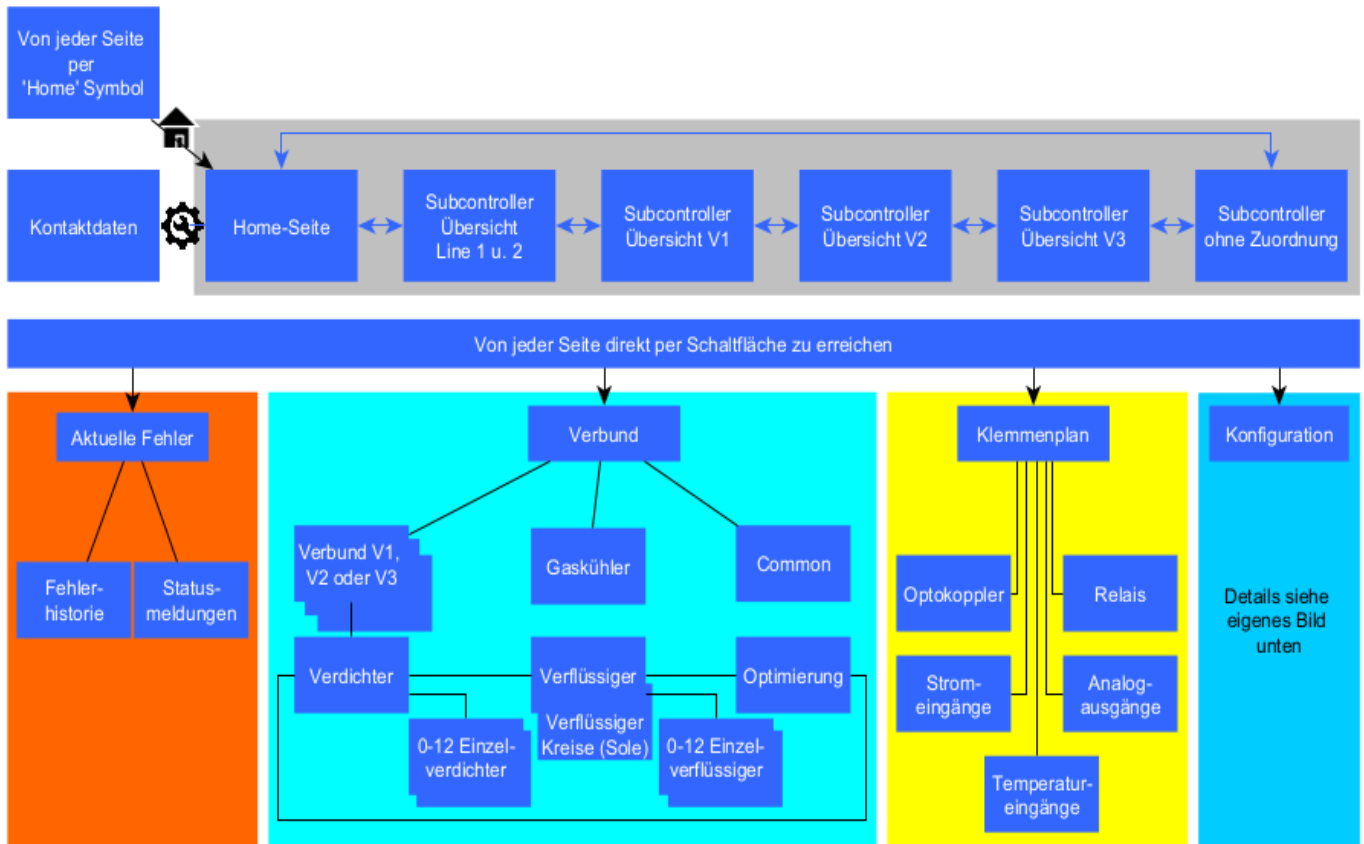 Von jeder Seite
per
'Home' Symbol
Kontaktdaten
Home-Seite
Subcontroller
Übersicht
Line 1 u. 2
Subcontroller
Übersicht V1
Subcontroller
Übersicht V2
Subcontroller
Übersicht V3
Subcontroller
ohne Zuordnung
Von jeder Seite direkt per Schaltfläche zu erreichen
Aktuelle Fehler
Fehler-
historie
Status-
meldungen
Verbund
Verbund V1,
V2 oder V3
Gaskühler
Common
Verdichter
Verflüssiger
Optimierung
Verflüssiger
Kreise (Sole)
0-12 Einzel-
verdichter
0-12 Einzel-
verflüssiger
Klemmenplan
Optokoppler
Relais
Strom-
eingänge
Analog-
ausgänge
Temperatur-
eingänge
Konfiguration
Details siehe
eigenes Bild
unten